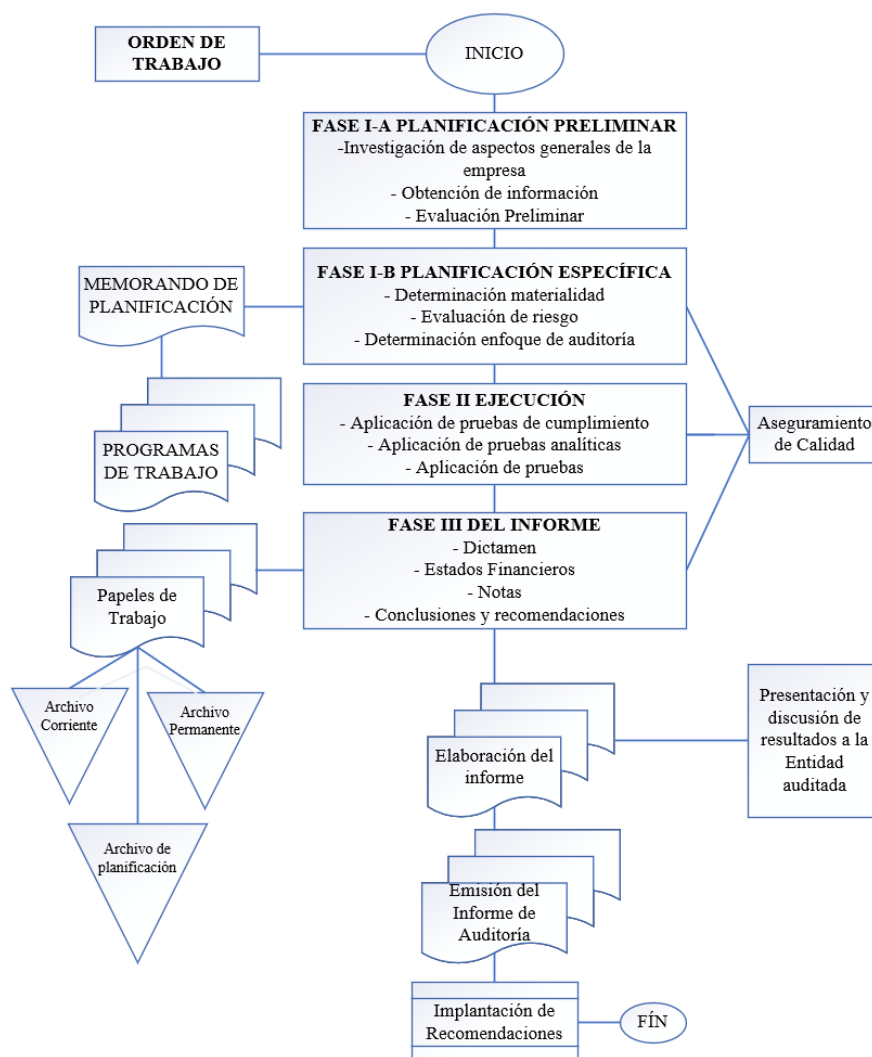 ORDEN DE
TRABAJO
INICIO
FASE I-A PLANIFICACIÓN PRELIMINAR
-Investigación de aspectos generales de la
empresa
- Obtención de información
- Evaluación Preliminar
FASE I-B PLANIFICACIÓN ESPECÍFICA
- Determinación materialidad
- Evaluación de riesgo
- Determinación enfoque de auditoría
MEMORANDO DE
PLANIFICACIÓN
PROGRAMAS
DE TRABAJO
FASE II EJECUCIÓN
- Aplicación de pruebas de cumplimiento
- Aplicación de pruebas analíticas
- Aplicación de pruebas
Aseguramiento
de Calidad
FASE III DEL INFORME
- Dictamen
- Estados Financieros
- Notas
- Conclusiones y recomendaciones
Papeles de
Trabajo
Archivo
Corriente
Archivo
Permanente
Archivo de
planificación
Elaboración del
informe
Presentación y
discusión de
resultados a la
Entidad
auditada
Emisión del
Informe de
Auditoría
Implantación de
Recomendaciones
FÍN